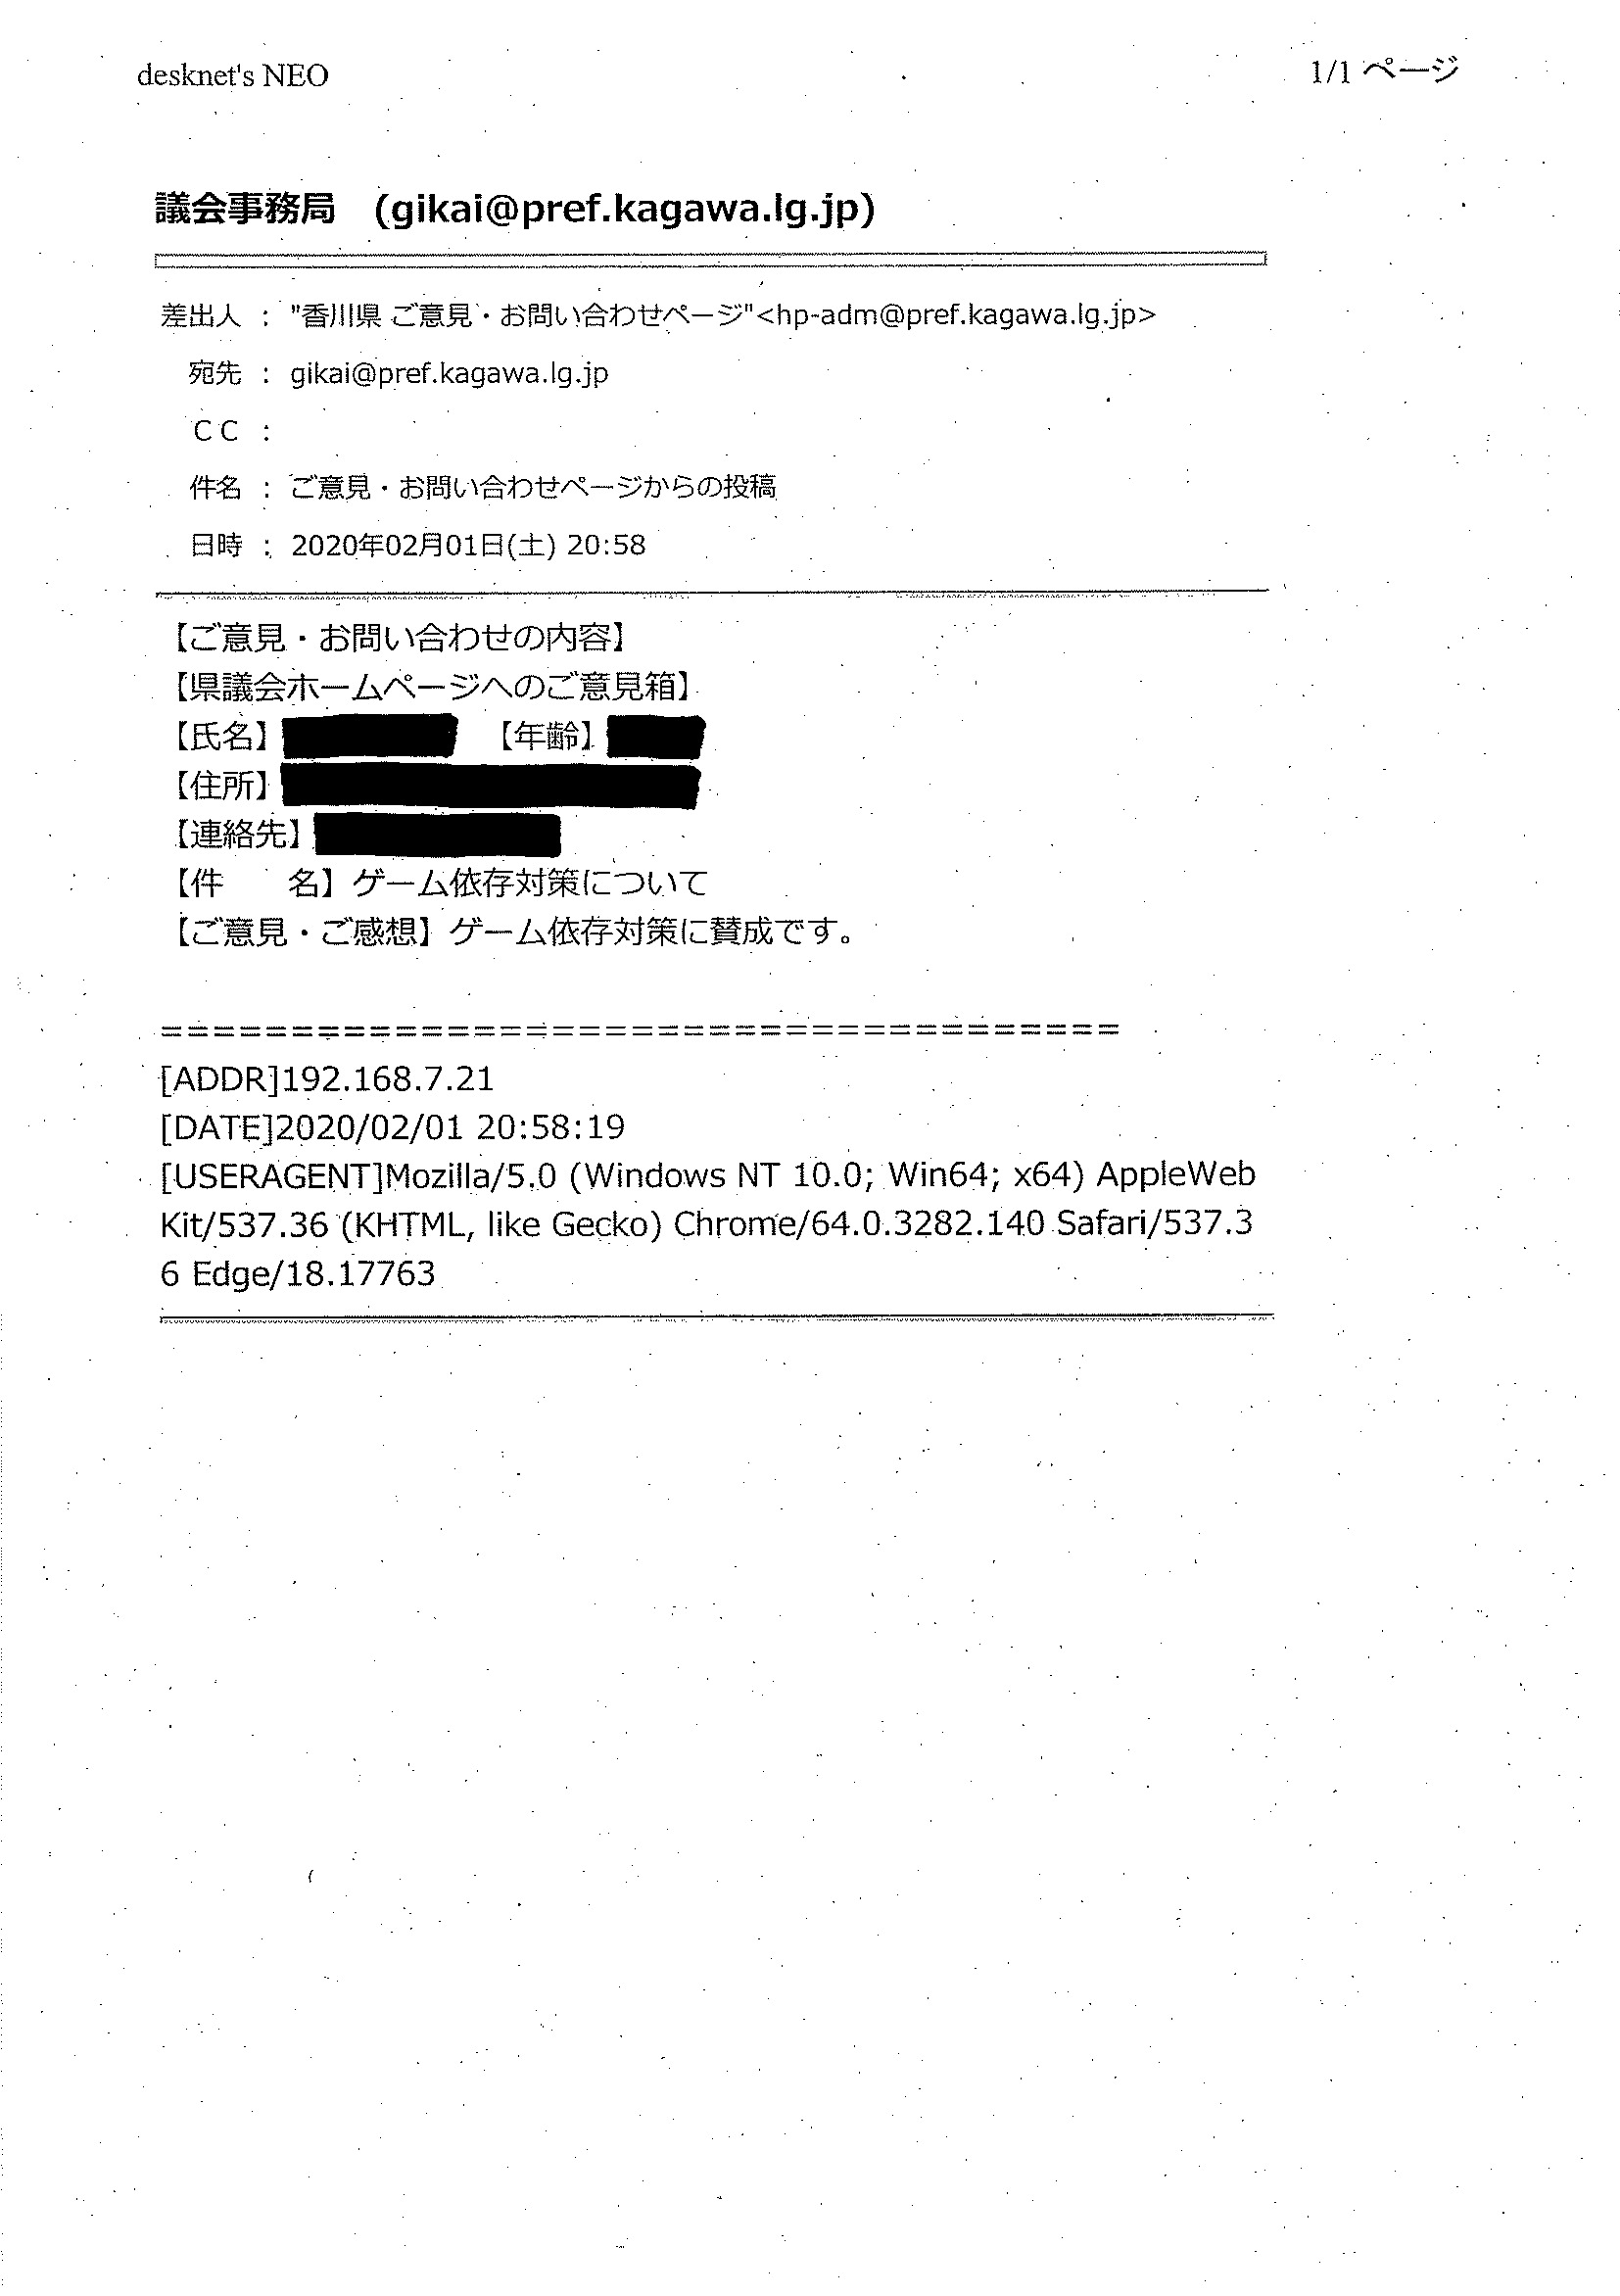 desknet's NEO
1/1 ページ
議会事務局 (gikai@pref.kagawa.lg.jp)
差出人 : "香川県 ご意見・お問い合わせページ"<hp-adm@pref.kagawa.lg.jp>
宛先 : gikai@pref.kagawa.lg.jp
CC :
件名 : ご意見・お問い合わせページからの投稿
日時 : 2020年02月01日(土) 20:58
【ご意見・お問い合わせの内容】
【県議会ホームページへのご意見箱】
【氏名】 【年齢】
【住所】
【連絡先】
【件 名】ゲーム依存対策について
【ご意見・ご感想】ゲーム依存対策に賛成です。
=====================================
[ADDR]192.168.7.21
[DATE]2020/02/01 20:58:19
[USERAGENT]Mozilla/5.0 (Windows NT 10.0; Win64; x64) AppleWeb
Kit/537.36 (KHTML, like Gecko) Chrome/64.0.3282.140 Safari/537.3
6 Edge/18.17763